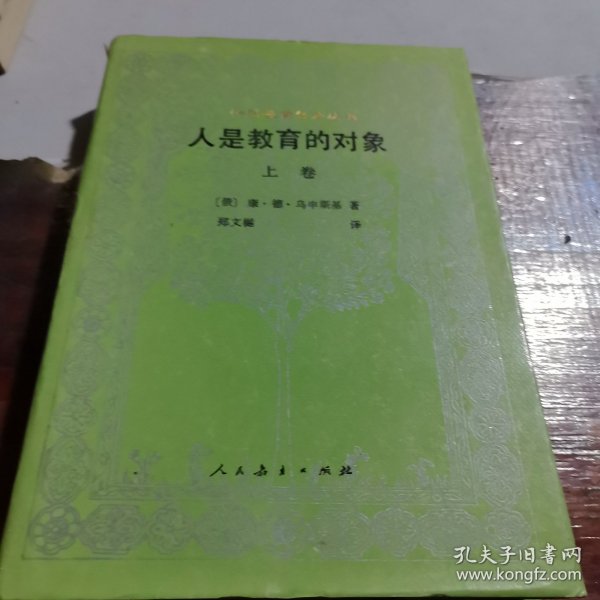 人是教育的对象
上 卷
[俄] 康·德·乌申斯基 著
郑文樾 译
人民教育出版社
孔夫子旧书网
www.kongfz.com